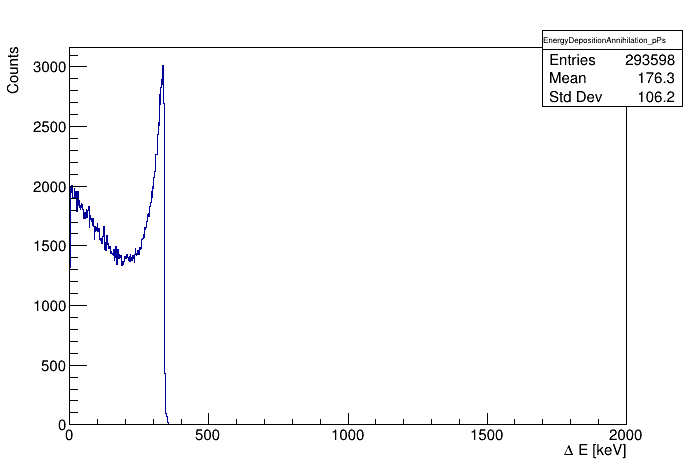 EnergyDepositionAnnihilation_pPs
Entries 293598
Mean 176.3
Std Dev 106.2
Counts
3000
2500
2000
1500
1000
500
0
0 500 1000 1500 2000
Δ E [keV]